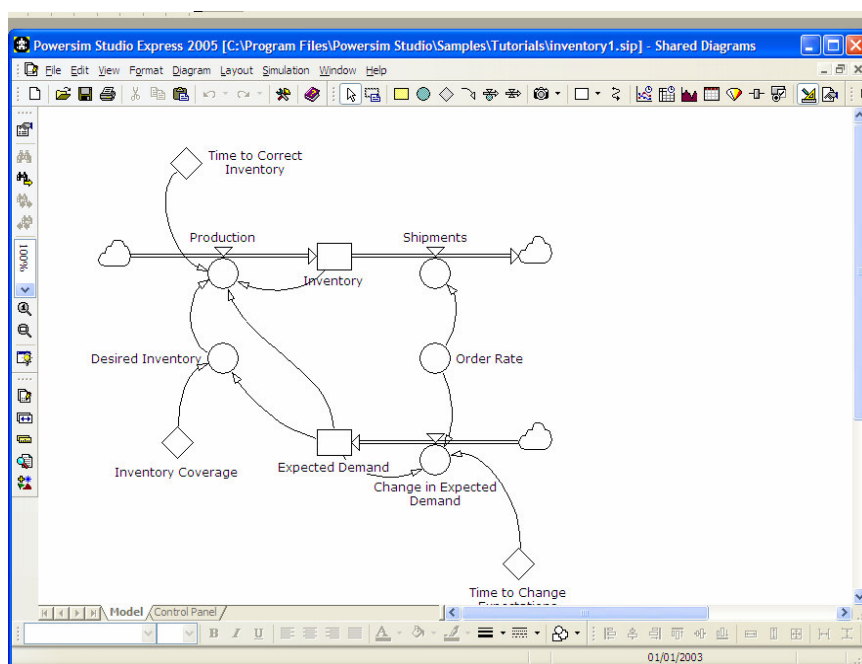 Powersim Studio Express 2005 [C:\Program Files\Powersim Studio\Samples\Tutorials\inventory1.sip] - Shared Diagrams
File Edit View Format Diagram Layout Simulation Window Help
100%
Time to Correct
Inventory
Production
Shipments
Inventory
Desired Inventory
Order Rate
Inventory Coverage
Expected Demand
Change in Expected
Demand
Time to Change
Expectations
Model
Control Panel
B I U
A
01/01/2003